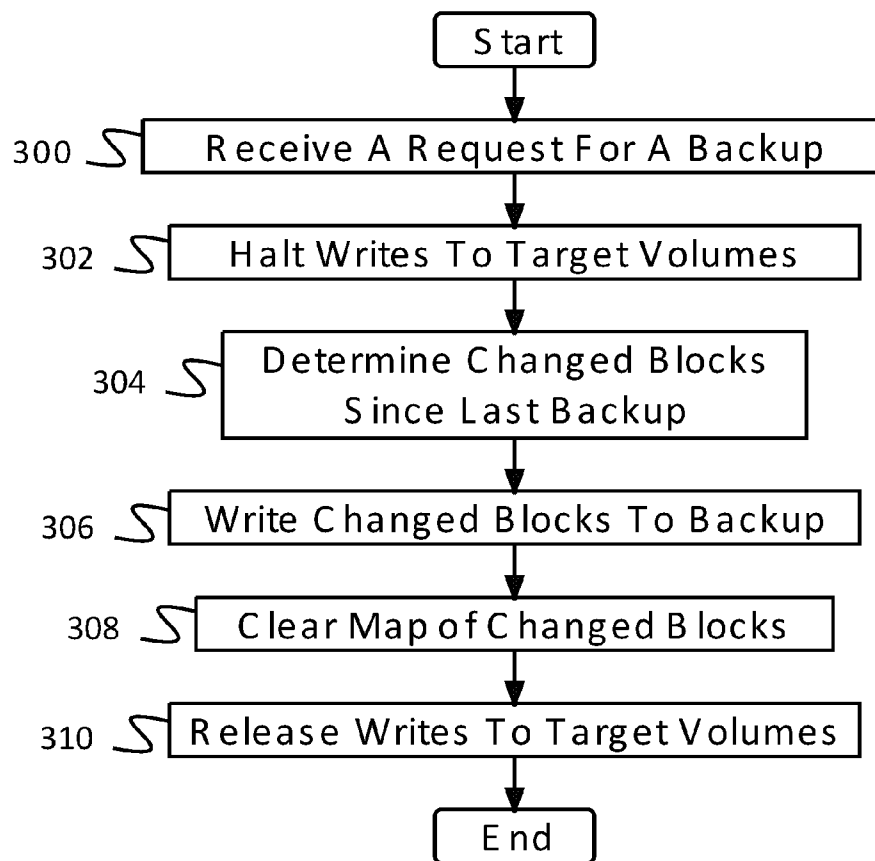 Start
300 Receive A Request For A Backup
302 Halt Writes To Target Volumes
304 Determine Changed Blocks
Since Last Backup
306 Write Changed Blocks To Backup
308 Clear Map of Changed Blocks
310 Release Writes To Target Volumes
End